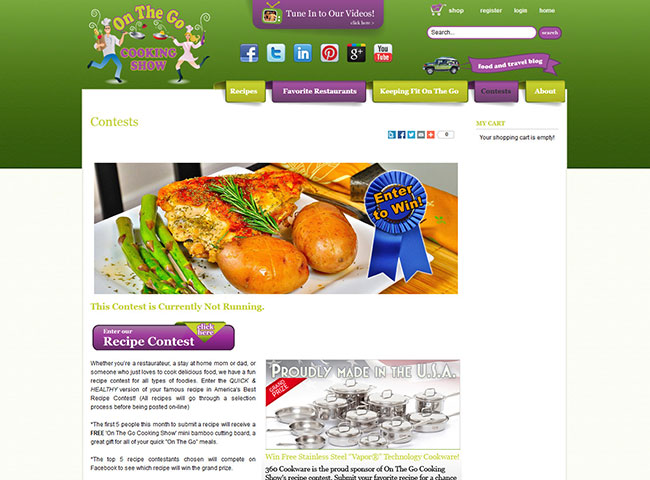 On The Go
COOKING
SHOW
Tune In to Our Videos!
click here >
shop register login home
Search...
search
food and travel blog
Recipes
Favorite Restaurants
Keeping Fit On The Go
Contests
About
Contests
0
MY CART
Your shopping cart is empty!
Enter
to Win!
This Contest is Currently Not Running.
Enter our
Recipe Contest
click
here
Whether you're a restaurateur, a stay at home mom or dad, or
someone who just loves to cook delicious food, we have a fun
recipe contest for all types of foodies. Enter the QUICK &
HEALTHY version of your famous recipe in America's Best
Recipe Contest! (All recipes will go through a selection
process before being posted on-line)
*The first 5 people this month to submit a recipe will receive a
FREE 'On The Go Cooking Show' mini bamboo cutting board, a
great gift for all of your quick "On The Go" meals.
*The top 5 recipe contestants chosen will compete on
Facebook to see which recipe will win the grand prize.
PROUDLY MADE IN THE U.S.A.
GRAND
PRIZE
Win Free Stainless Steel "Vapor®" Technology Cookware!
360 Cookware is the proud sponsor of On The Go Cooking
Show's recipe contest. Submit your favorite recipe for a chance